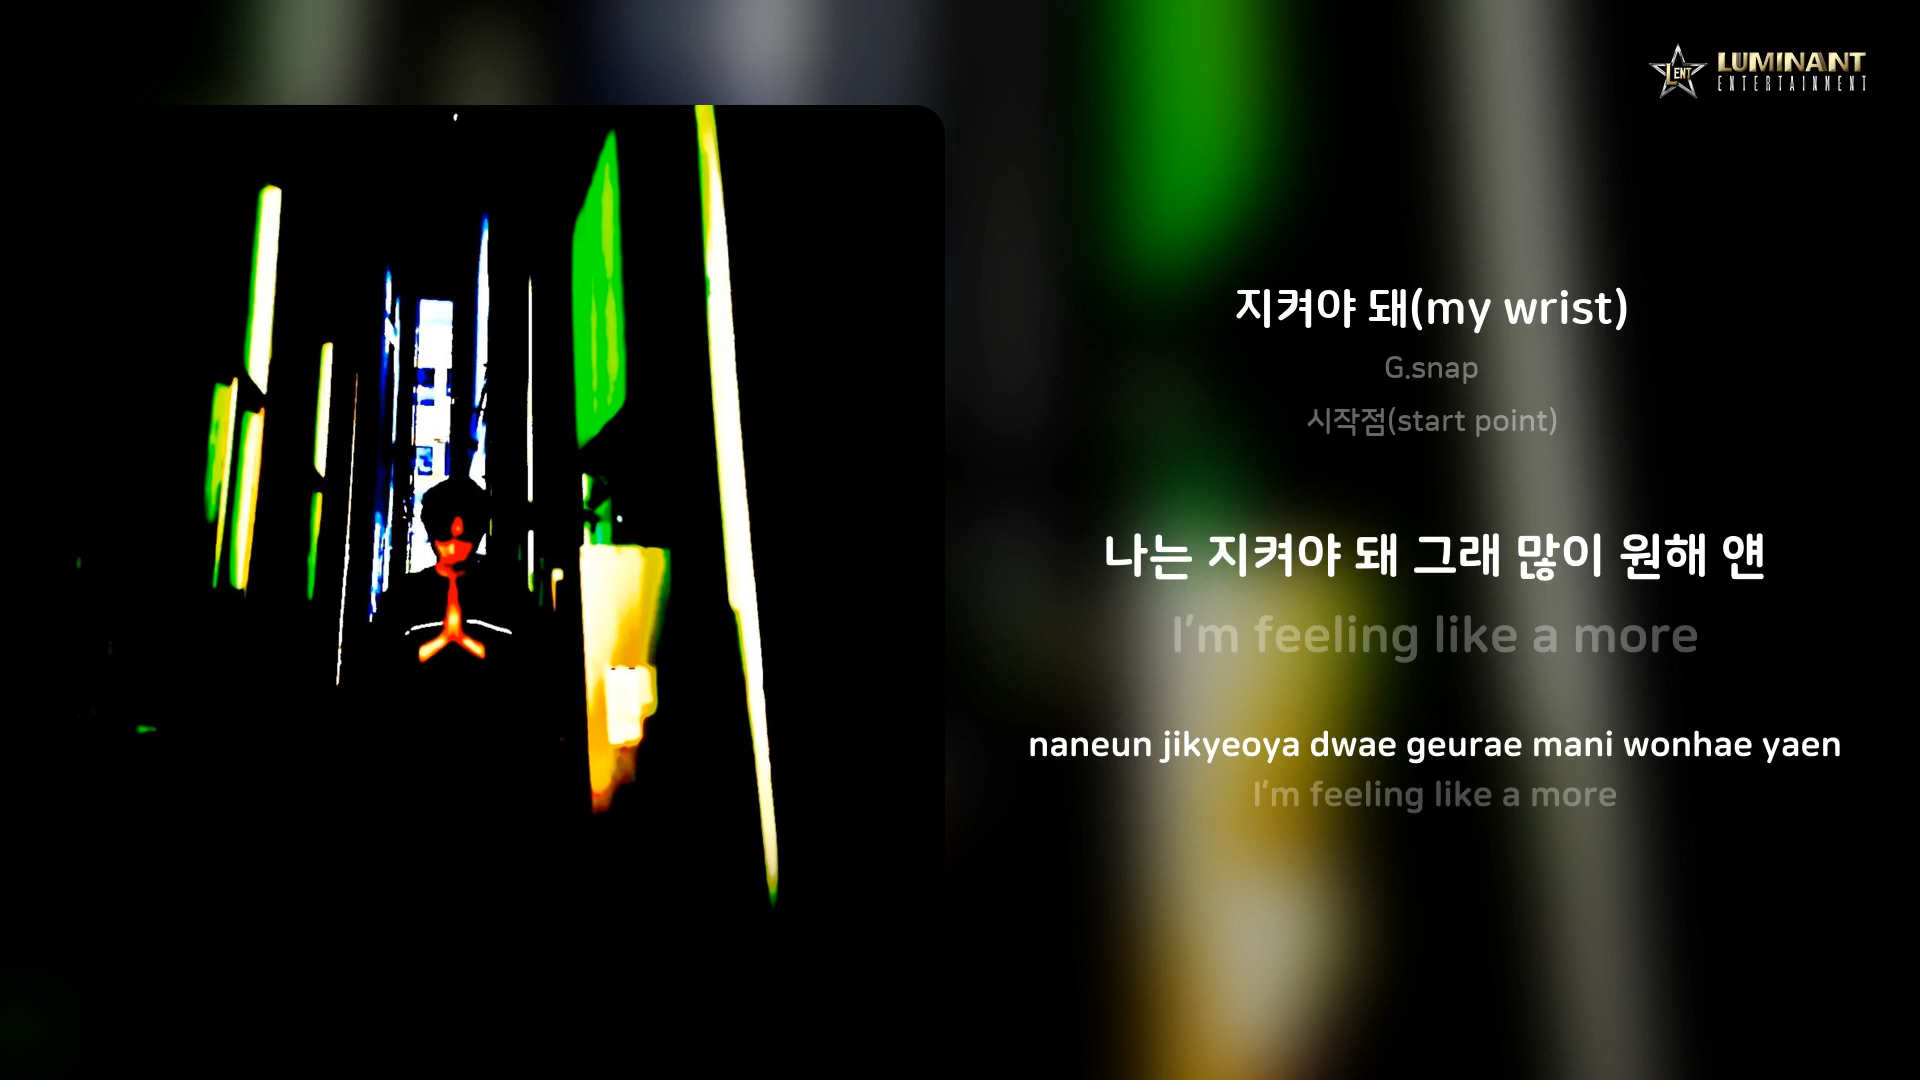 LENT
LUMINANT
ENTERTAINMENT
지켜야 돼(my wrist)
G.snap
시작점(start point)
나는 지켜야 돼 그래 많이 원해 얜
I'm feeling like a more
naneun jikyeoya dwae geurae mani wonhae yaen
I'm feeling like a more